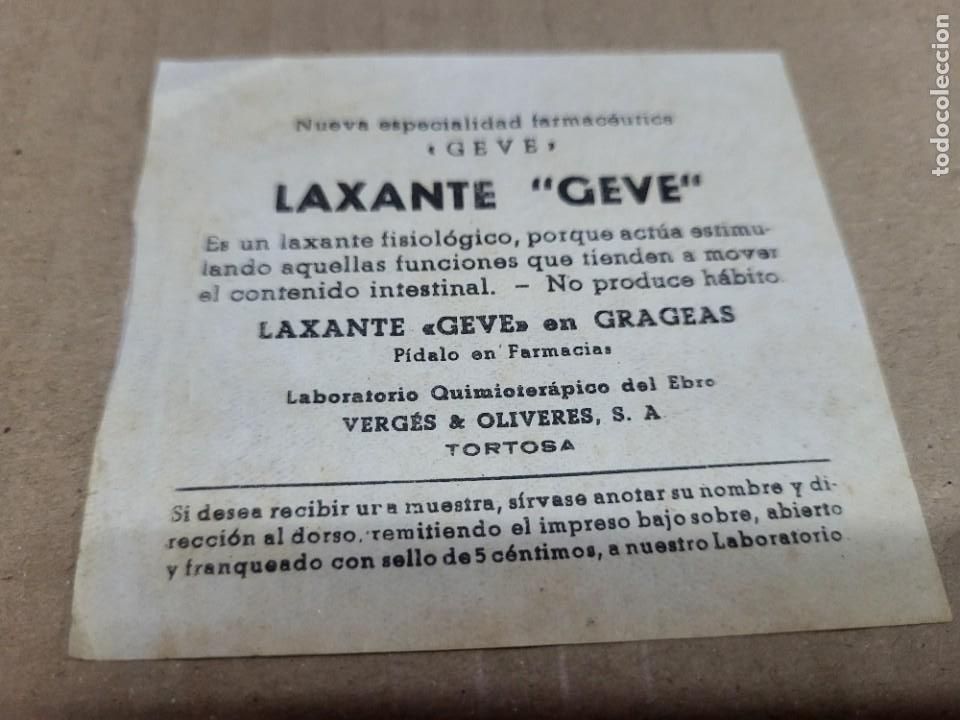 Nueva especialidad farmacéutica
«GEVE»
LAXANTE "GEVE"
Es un laxante fisiológico, porque actúa estimu-
lando aquellas funciones que tienden a mover
el contenido intestinal. - No produce hábito.
LAXANTE «GEVE» en GRAGEAS
Pídalo en Farmacias
Laboratorio Quimioterápico del Ebro
VERGÉS & OLIVERES, S. A
TORTOSA
Si desea recibir una muestra, sírvase anotar su nombre y di-
rección al dorso, remitiendo el impreso bajo sobre, abierto
y franqueado con sello de 5 céntimos, a nuestro Laboratorio
todocoleccion